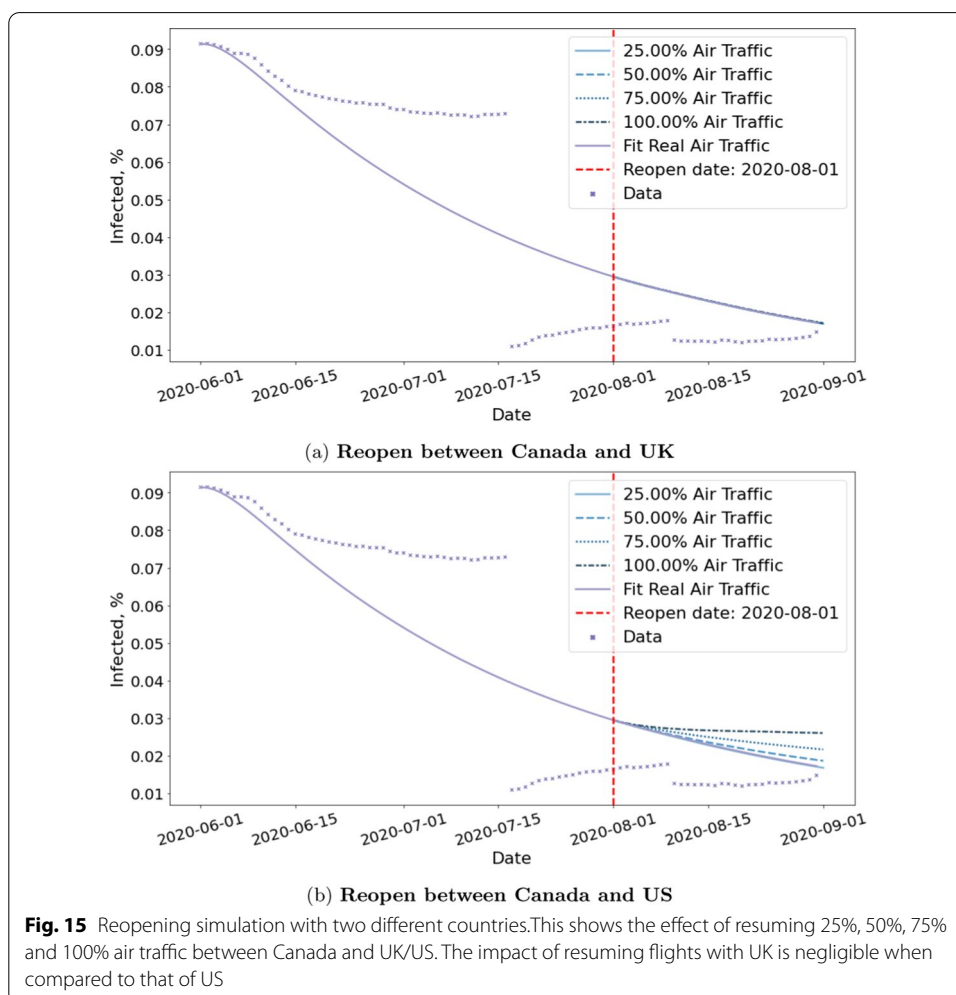 0.09
0.08
0.07
0.06
0.05
0.04
0.03
0.02
0.01
Infected, %
25.00% Air Traffic
50.00% Air Traffic
75.00% Air Traffic
100.00% Air Traffic
Fit Real Air Traffic
Reopen date: 2020-08-01
Data
2020-06-01
2020-06-15
2020-07-01
2020-07-15
2020-08-01
2020-08-15
2020-09-01
Date
(a) Reopen between Canada and UK
0.09
0.08
0.07
0.06
0.05
0.04
0.03
0.02
0.01
Infected, %
25.00% Air Traffic
50.00% Air Traffic
75.00% Air Traffic
100.00% Air Traffic
Fit Real Air Traffic
Reopen date: 2020-08-01
Data
2020-06-01
2020-06-15
2020-07-01
2020-07-15
2020-08-01
2020-08-15
2020-09-01
Date
(b) Reopen between Canada and US
Fig. 15 Reopening simulation with two different countries.This shows the effect of resuming 25%, 50%, 75%
and 100% air traffic between Canada and UK/US. The impact of resuming flights with UK is negligible when
compared to that of US